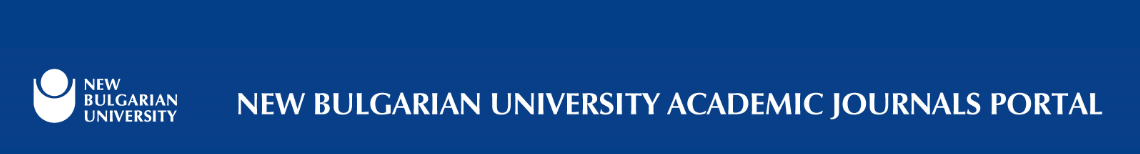 NEW
BULGARIAN
UNIVERSITY
NEW BULGARIAN UNIVERSITY ACADEMIC JOURNALS PORTAL